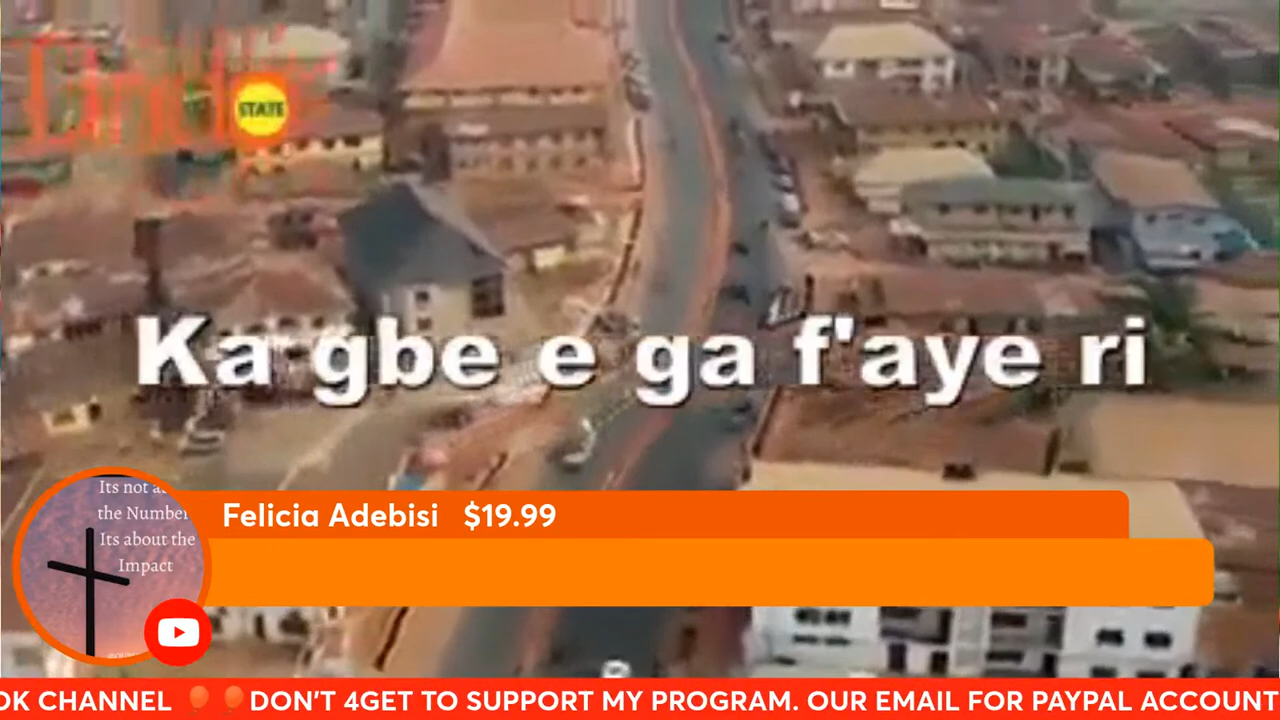 STATE
Ka gbe e ga f'aye ri
Felicia Adebisi $19.99
Its not a
the Number
Its about the
Impact
OK CHANNEL 🎈🎈DON'T 4GET TO SUPPORT MY PROGRAM. OUR EMAIL FOR PAYPAL ACCOUNT